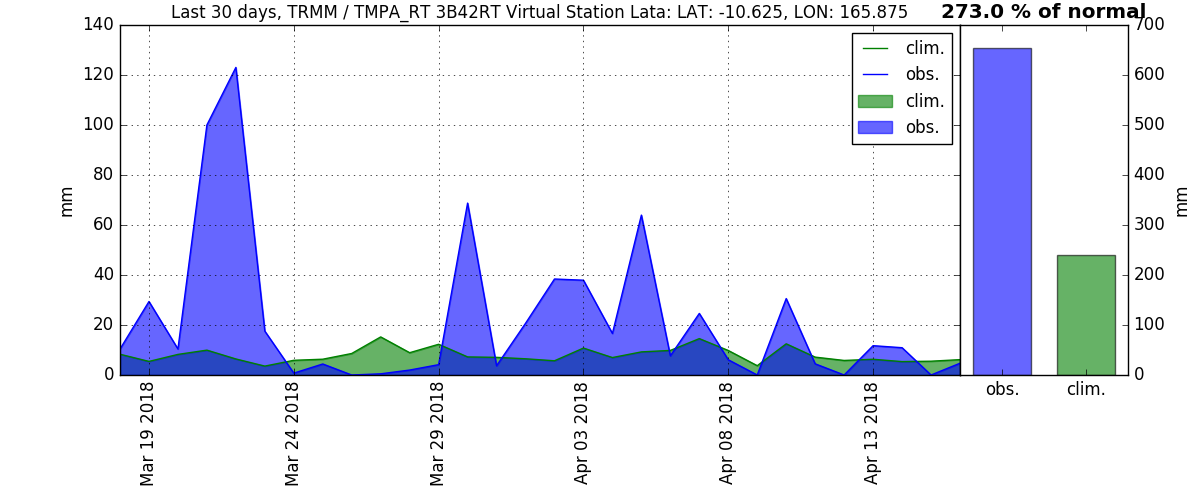 Last 30 days, TRMM / TMPA_RT 3B42RT Virtual Station Lata: LAT: -10.625, LON: 165.875
273.0 % of normal
140
120
100
80
60
40
20
0
mm
Mar 19 2018
Mar 24 2018
Mar 29 2018
Apr 03 2018
Apr 08 2018
Apr 13 2018
clim.
obs.
clim.
obs.
700
600
500
400
300
200
100
0
mm
obs.
clim.